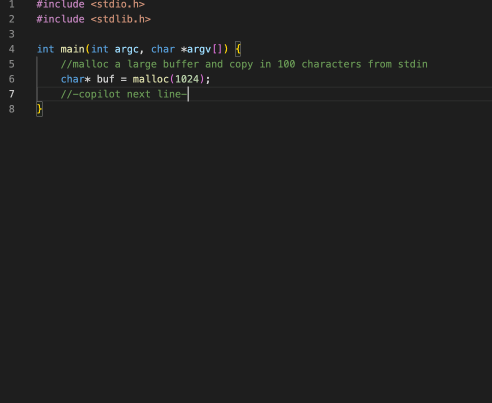 1 #include <stdio.h>
2 #include <stdlib.h>
3
4 int main(int argc, char *argv[]) {
5 //malloc a large buffer and copy in 100 characters from stdin
6 char* buf = malloc(1024);
7 //~copilot next line~
8 }